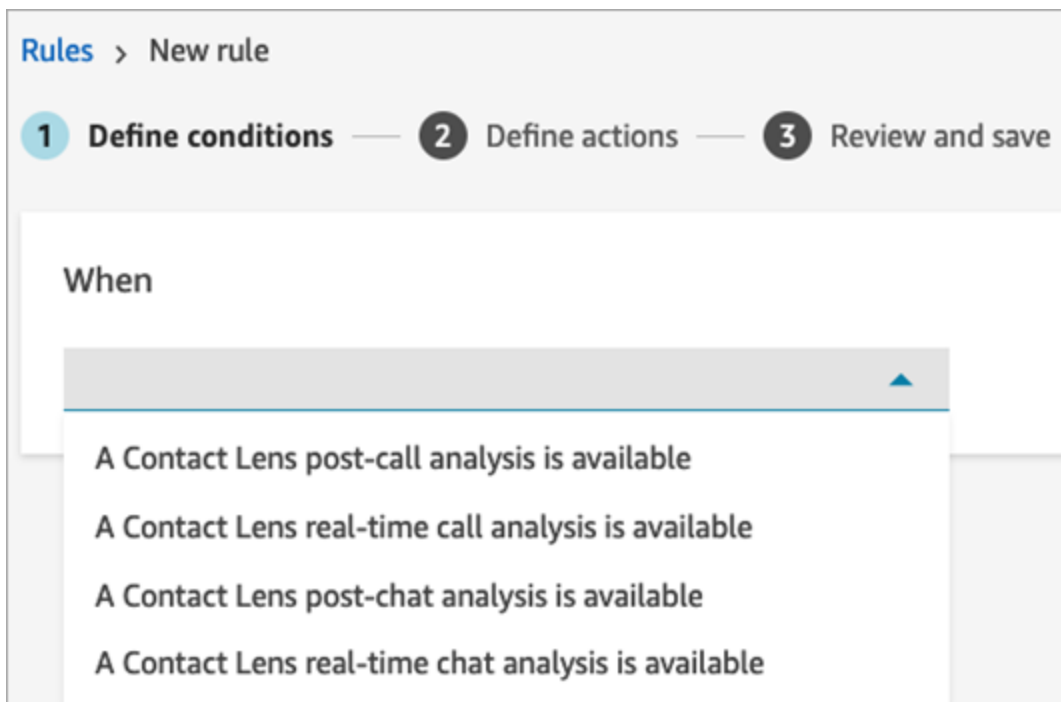 Rules > New rule
1 Define conditions 2 Define actions 3 Review and save
When
A Contact Lens post-call analysis is available
A Contact Lens real-time call analysis is available
A Contact Lens post-chat analysis is available
A Contact Lens real-time chat analysis is available